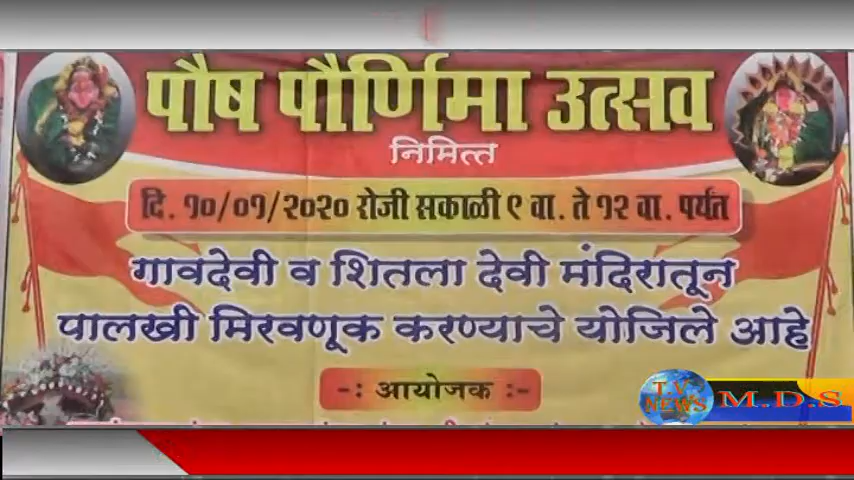 पौष पौर्णिमा उत्सव
निमित्त
दि. १०/०१/२०२० रोजी सकाळी ९ वा. ते १२ वा. पर्यंत
गावदेवी व शितला देवी मंदिरातून
पालखी मिरवणूक करण्याचे योजिले आहे
-: आयोजक :-
T.V NEWS M.D.S